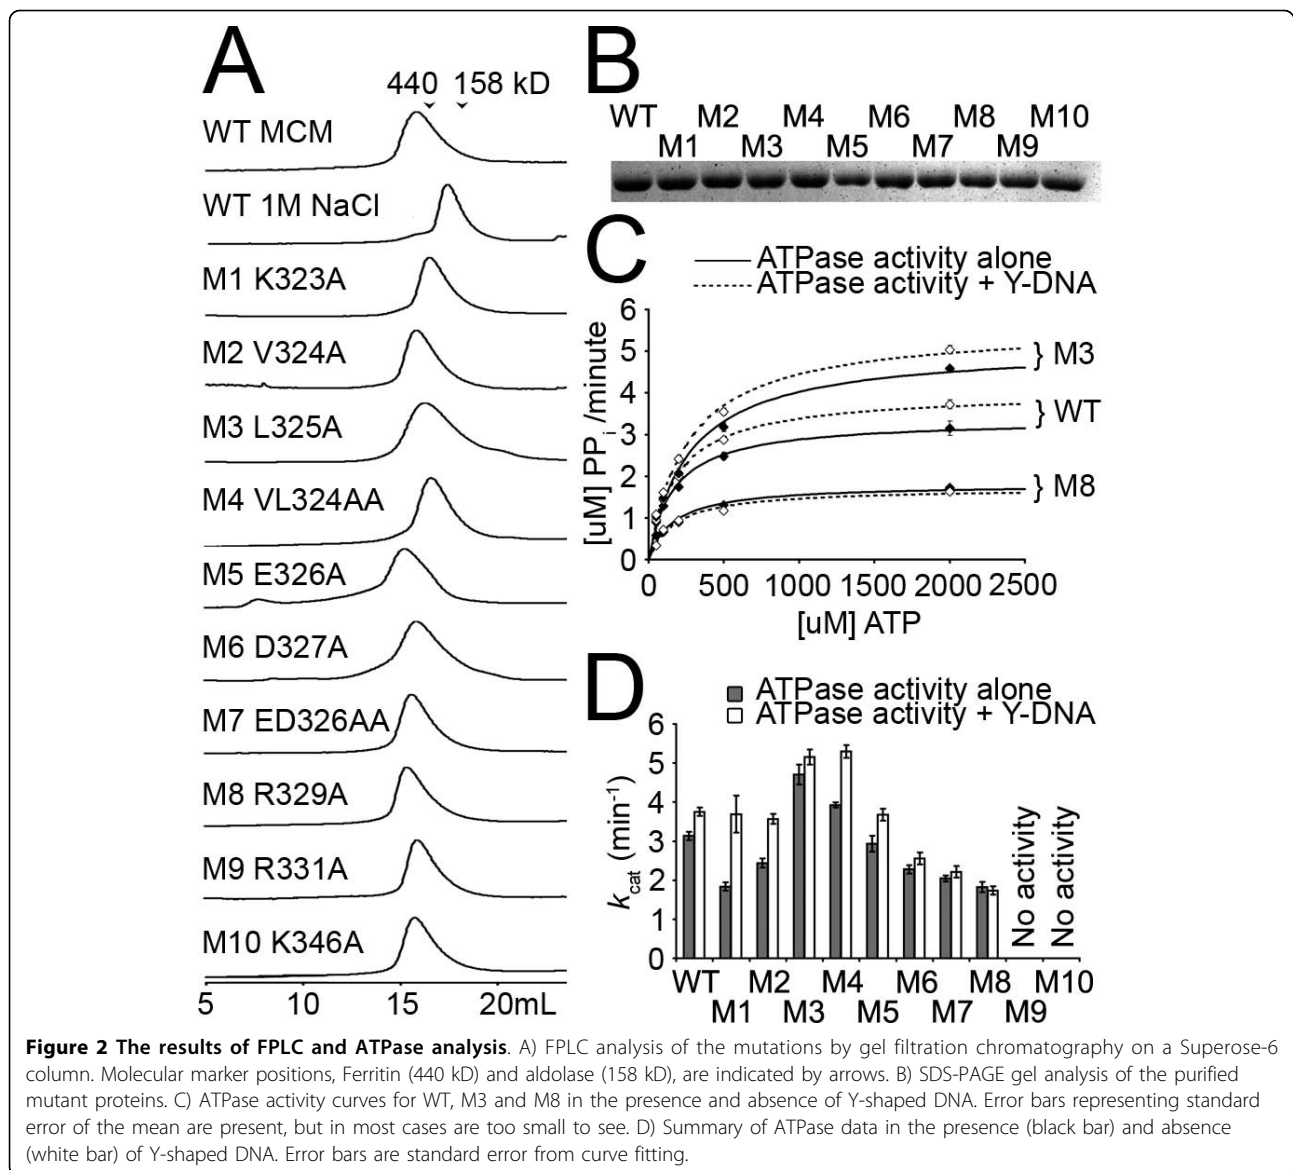 A
440 158 kD
WT MCM
WT 1M NaCl
M1 K323A
M2 V324A
M3 L325A
M4 VL324AA
M5 E326A
M6 D327A
M7 ED326AA
M8 R329A
M9 R331A
M10 K346A
5 10 15 20mL
B
WT M2 M4 M6 M8 M10
M1 M3 M5 M7 M9
C
ATPase activity alone
ATPase activity + Y-DNA
[uM] PPi/minute
6
5
4
3
2
1
0
} M3
} WT
} M8
0 500 1000 1500 2000 2500
[uM] ATP
D
ATPase activity alone
ATPase activity + Y-DNA
kcat (min-1)
6
5
4
3
2
1
0
No activity
No activity
WT M2 M4 M6 M8 M10
M1 M3 M5 M7 M9
Figure 2 The results of FPLC and ATPase analysis. A) FPLC analysis of the mutations by gel filtration chromatography on a Superose-6
column. Molecular marker positions, Ferritin (440 kD) and aldolase (158 kD), are indicated by arrows. B) SDS-PAGE gel analysis of the purified
mutant proteins. C) ATPase activity curves for WT, M3 and M8 in the presence and absence of Y-shaped DNA. Error bars representing standard
error of the mean are present, but in most cases are too small to see. D) Summary of ATPase data in the presence (black bar) and absence
(white bar) of Y-shaped DNA. Error bars are standard error from curve fitting.